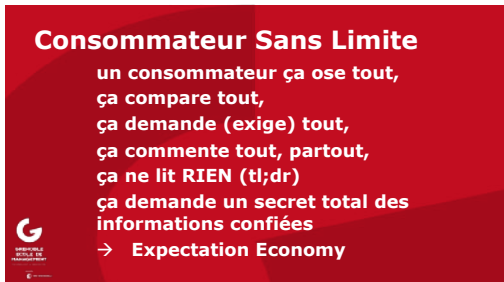 Consommateur Sans Limite
un consommateur ça ose tout,
ça compare tout,
ça demande (exige) tout,
ça commente tout, partout,
ça ne lit RIEN (tl;dr)
ça demande un secret total des
informations confiées
→ Expectation Economy
GRENOBLE
ECOLE DE
MANAGEMENT